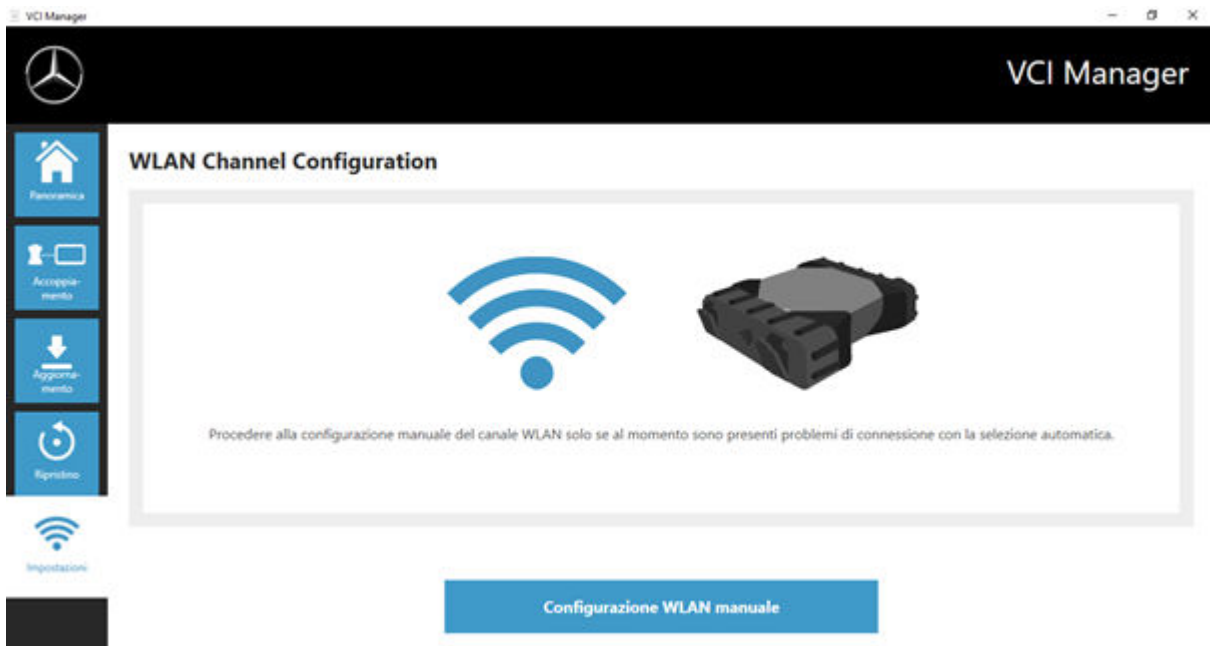 VCI Manager
VCI Manager
Panoramica
WLAN Channel Configuration
Accoppia-
mento
Aggiorna-
mento
Ripristino
Procedere alla configurazione manuale del canale WLAN solo se al momento sono presenti problemi di connessione con la selezione automatica.
Impostazioni
Configurazione WLAN manuale